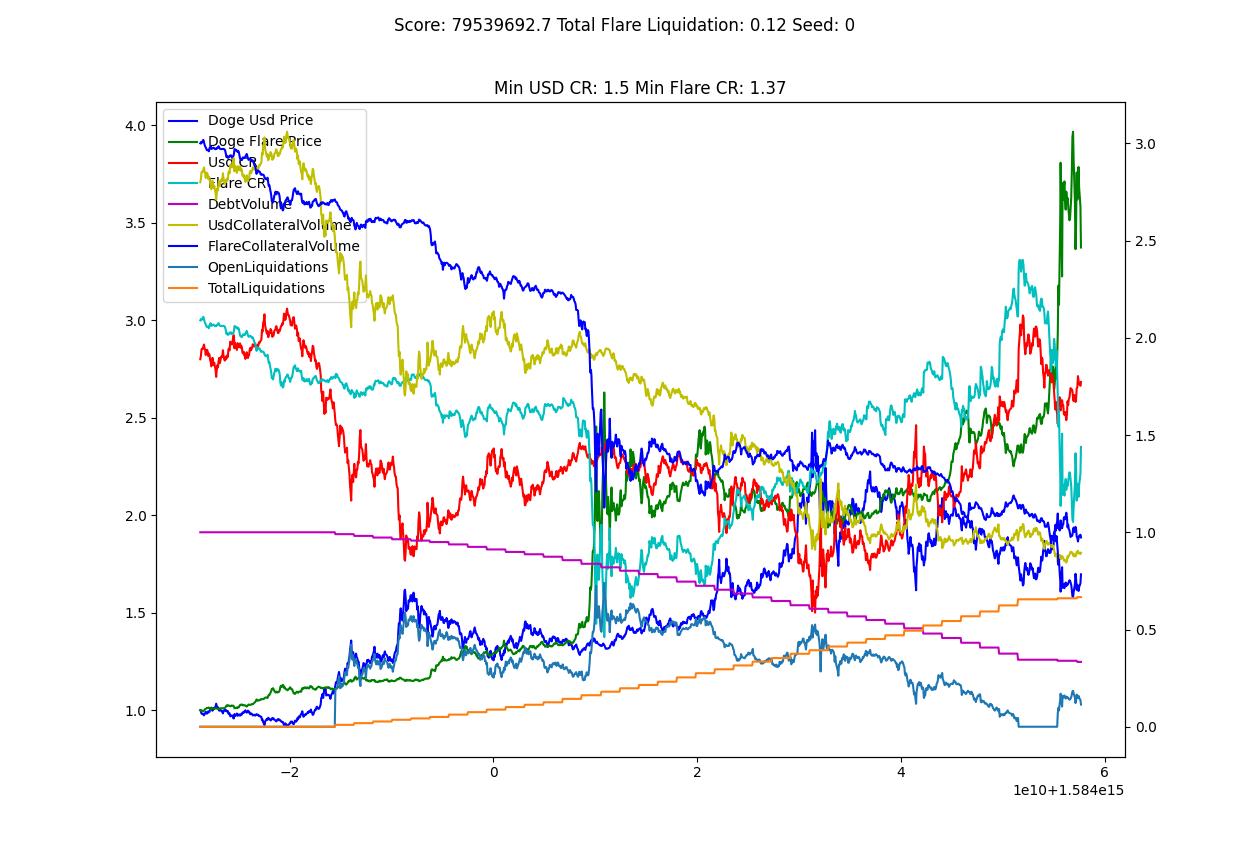 Score: 79539692.7 Total Flare Liquidation: 0.12 Seed: 0
Min USD CR: 1.5 Min Flare CR: 1.37
Doge Usd Price
Doge Flare Price
Usd CR
Flare CR
DebtVolume
UsdCollateralVolume
FlareCollateralVolume
OpenLiquidations
TotalLiquidations
4.0
3.5
3.0
2.5
2.0
1.5
1.0
3.0
2.5
2.0
1.5
1.0
0.5
0.0
−2 0 2 4 6
1e10+1.584e15